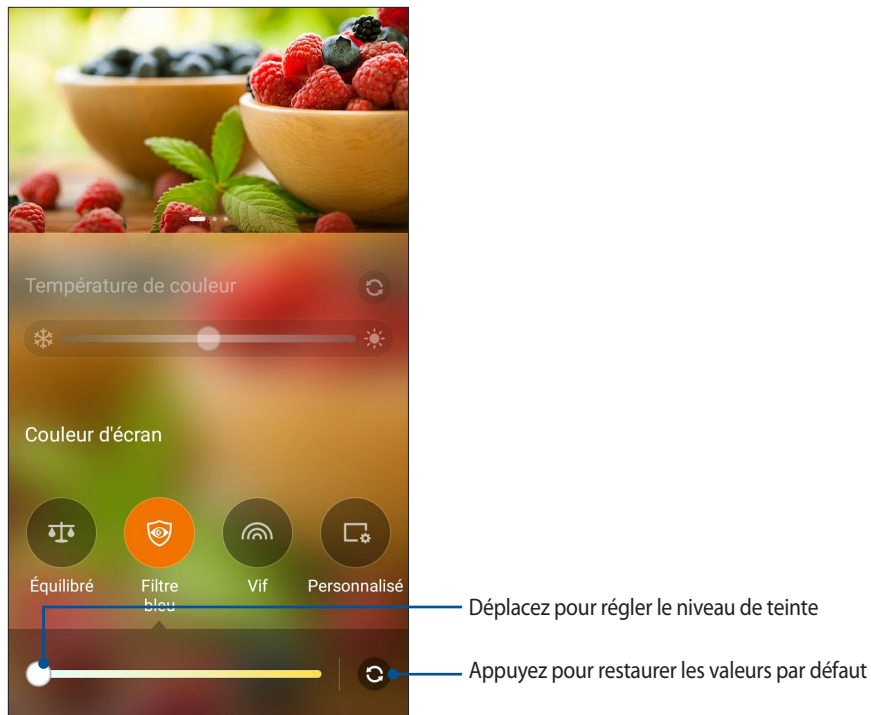 Température de couleur
Couleur d'écran
Équilibré
Filtre
bleu
Vif
Personnalisé
Déplacez pour régler le niveau de teinte
Appuyez pour restaurer les valeurs par défaut